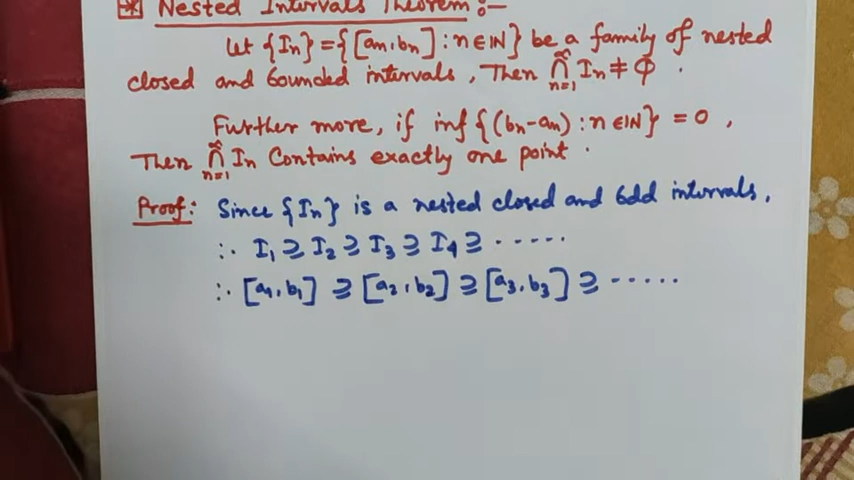 * Nested Intervals Theorem :-
Let {In} = {[an, bn] : n ∈ ℕ} be a family of nested
closed and bounded intervals, Then ∞∩n=1 In ≠ ϕ .
Further more, if inf {(bn-an) : n ∈ ℕ} = 0 ,
Then ∞∩n=1 In Contains exactly one point .
Proof: Since {In} is a nested closed and bdd intervals.
∴ I1 ⊇ I2 ⊇ I3 ⊇ I4 ⊇ ......
∴ [a1, b1] ⊇ [a2, b2] ⊇ [a3, b3] ⊇ ......